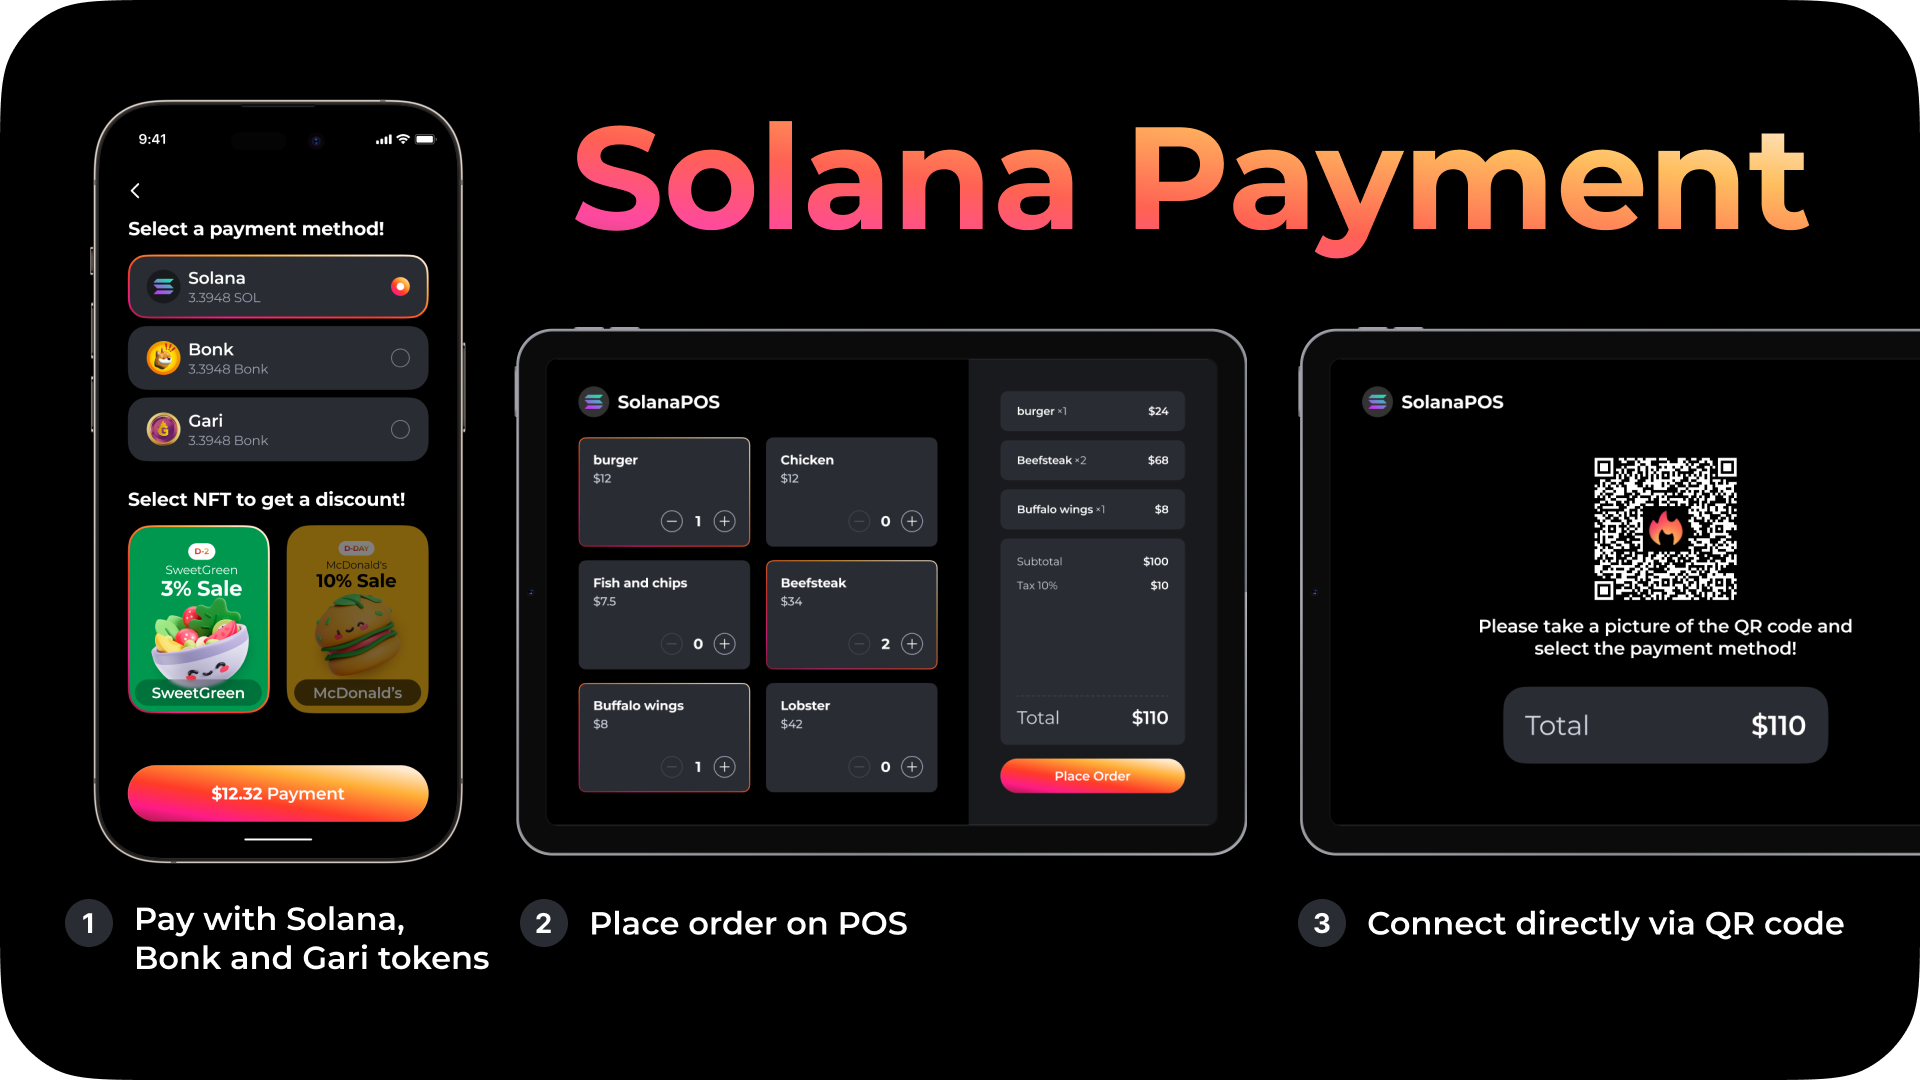 Solana Payment
9:41
Select a payment method!
Solana
3.3948 SOL
Bonk
3.3948 Bonk
Gari
3.3948 Bonk
Select NFT to get a discount!
D-2
SweetGreen
3% Sale
SweetGreen
D-DAY
McDonald's
10% Sale
McDonald's
$12.32 Payment
SolanaPOS
burger
$12
1
Chicken
$12
0
Fish and chips
$7.5
0
Beefsteak
$34
2
Buffalo wings
$8
1
Lobster
$42
0
burger ×1 $24
Beefsteak ×2 $68
Buffalo wings ×1 $8
Subtotal $100
Tax 10% $10
Total $110
Place Order
SolanaPOS
Please take a picture of the QR code and
select the payment method!
Total $110
1 Pay with Solana,
Bonk and Gari tokens
2 Place order on POS
3 Connect directly via QR code